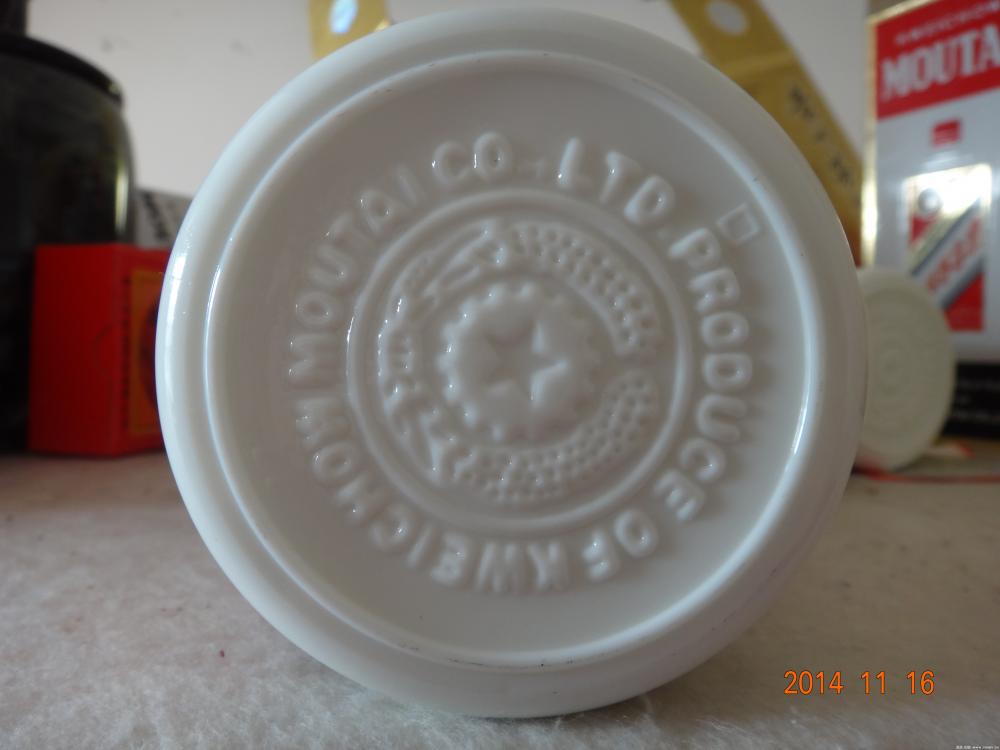 PRODUCE OF KWEICHOW MOUTAI CO.LTD.
MOUTA
2014 11 16